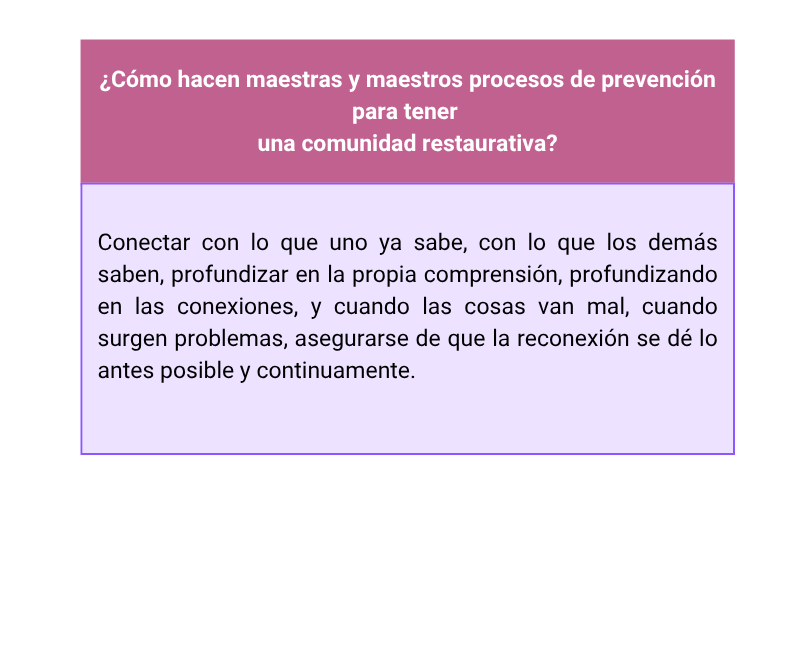 ¿Cómo hacen maestras y maestros procesos de prevención
para tener
una comunidad restaurativa?
Conectar con lo que uno ya sabe, con lo que los demás
saben, profundizar en la propia comprensión, profundizando
en las conexiones, y cuando las cosas van mal, cuando
surgen problemas, asegurarse de que la reconexión se dé lo
antes posible y continuamente.